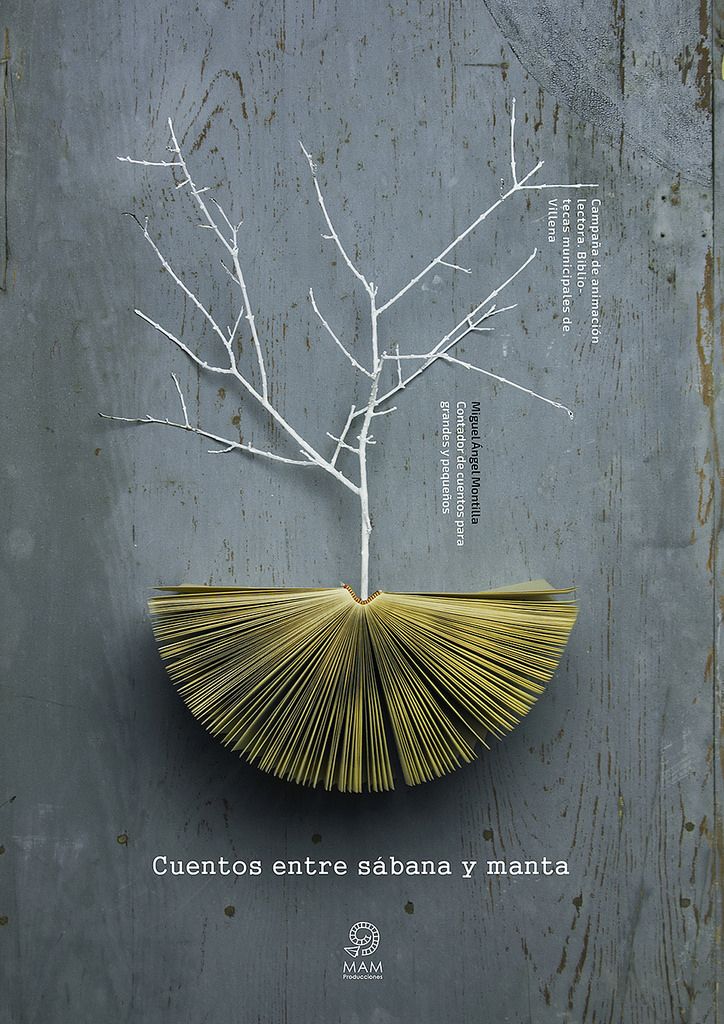 Campaña de animación
lectora. Biblio-
tecas municipales de
Villena
Miguel Ángel Montilla
Contador de cuentos para
grandes y pequeños
Cuentos entre sábana y manta
MAM
Producciones